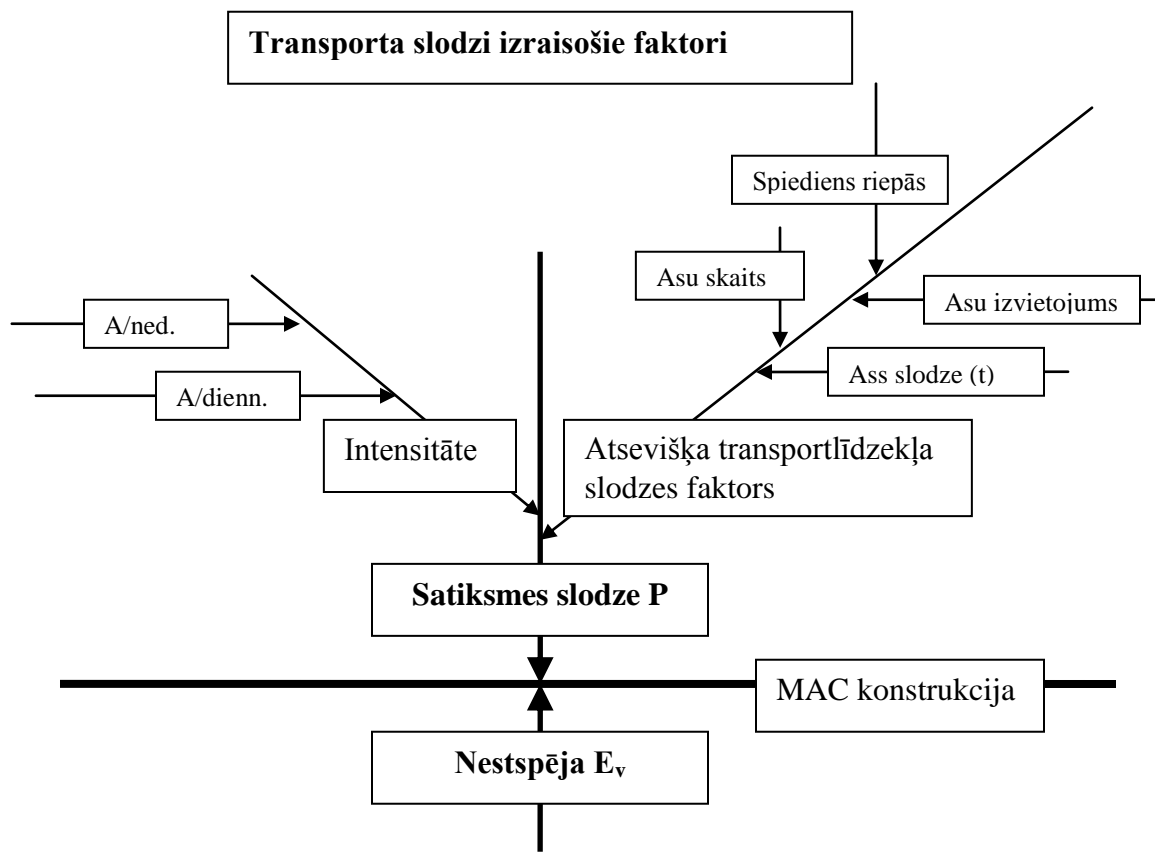 Transporta slodzi izraisošie faktori
Spiediens riepās
Asu skaits
Asu izvietojums
A/ned.
Ass slodze (t)
A/dienn.
Intensitāte
Atsevišķa transportlīdzekļa
slodzes faktors
Satiksmes slodze P
MAC konstrukcija
Nestspēja Eᵥ